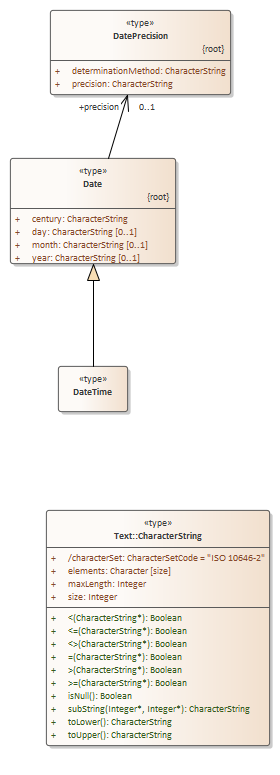 «type»
DatePrecision
{root}
+ determinationMethod: CharacterString
+ precision: CharacterString
+precision 0..1
«type»
Date
{root}
+ century: CharacterString
+ day: CharacterString [0..1]
+ month: CharacterString [0..1]
+ year: CharacterString [0..1]
«type»
DateTime
«type»
Text::CharacterString
+ /characterSet: CharacterSetCode = "ISO 10646-2"
+ elements: Character [size]
+ maxLength: Integer
+ size: Integer
+ <(CharacterString*): Boolean
+ <=(CharacterString*): Boolean
+ <>(CharacterString*): Boolean
+ =(CharacterString*): Boolean
+ >(CharacterString*): Boolean
+ >=(CharacterString*): Boolean
+ isNull(): Boolean
+ subString(Integer*, Integer*): CharacterString
+ toLower(): CharacterString
+ toUpper(): CharacterString